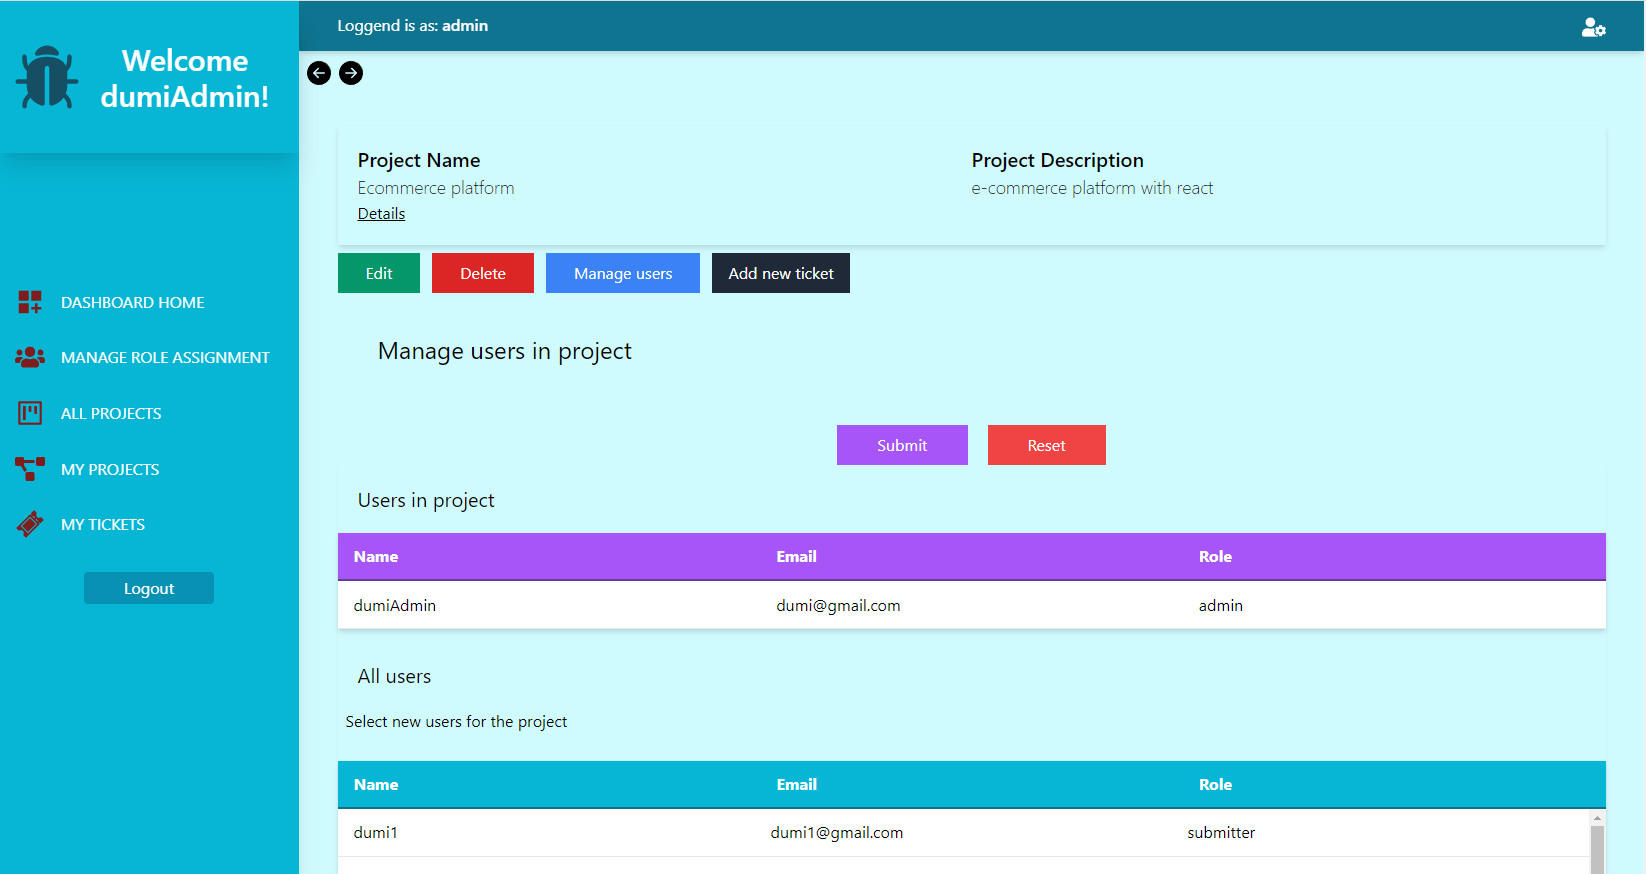 Welcome
dumiAdmin!
DASHBOARD HOME
MANAGE ROLE ASSIGNMENT
ALL PROJECTS
MY PROJECTS
MY TICKETS
Logout
Loggend is as: admin
Project Name
Ecommerce platform
Details
Project Description
e-commerce platform with react
Edit Delete Manage users Add new ticket
Manage users in project
Submit Reset
Users in project
Name Email Role
dumiAdmin dumi@gmail.com admin
All users
Select new users for the project
Name Email Role
dumi1 dumi1@gmail.com submitter